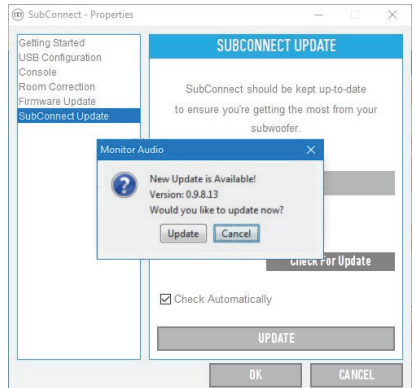 SubConnect - Properties
Getting Started
USB Configuration
Console
Room Correction
Firmware Update
SubConnect Update
SUBCONNECT UPDATE
SubConnect should be kept up-to-date
to ensure you're getting the most from your
subwoofer.
Monitor Audio
New Update is Available!
Version: 0.9.8.13
Would you like to update now?
Update
Cancel
Check For Update
Check Automatically
UPDATE
OK
CANCEL